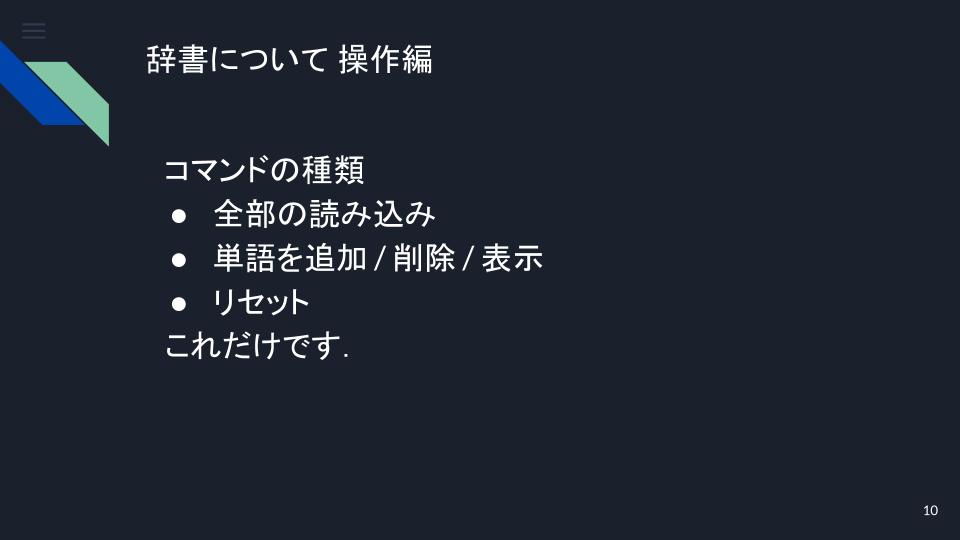 辞書について 操作編
コマンドの種類
● 全部の読み込み
● 単語を追加 / 削除 / 表示
● リセット
これだけです.
10